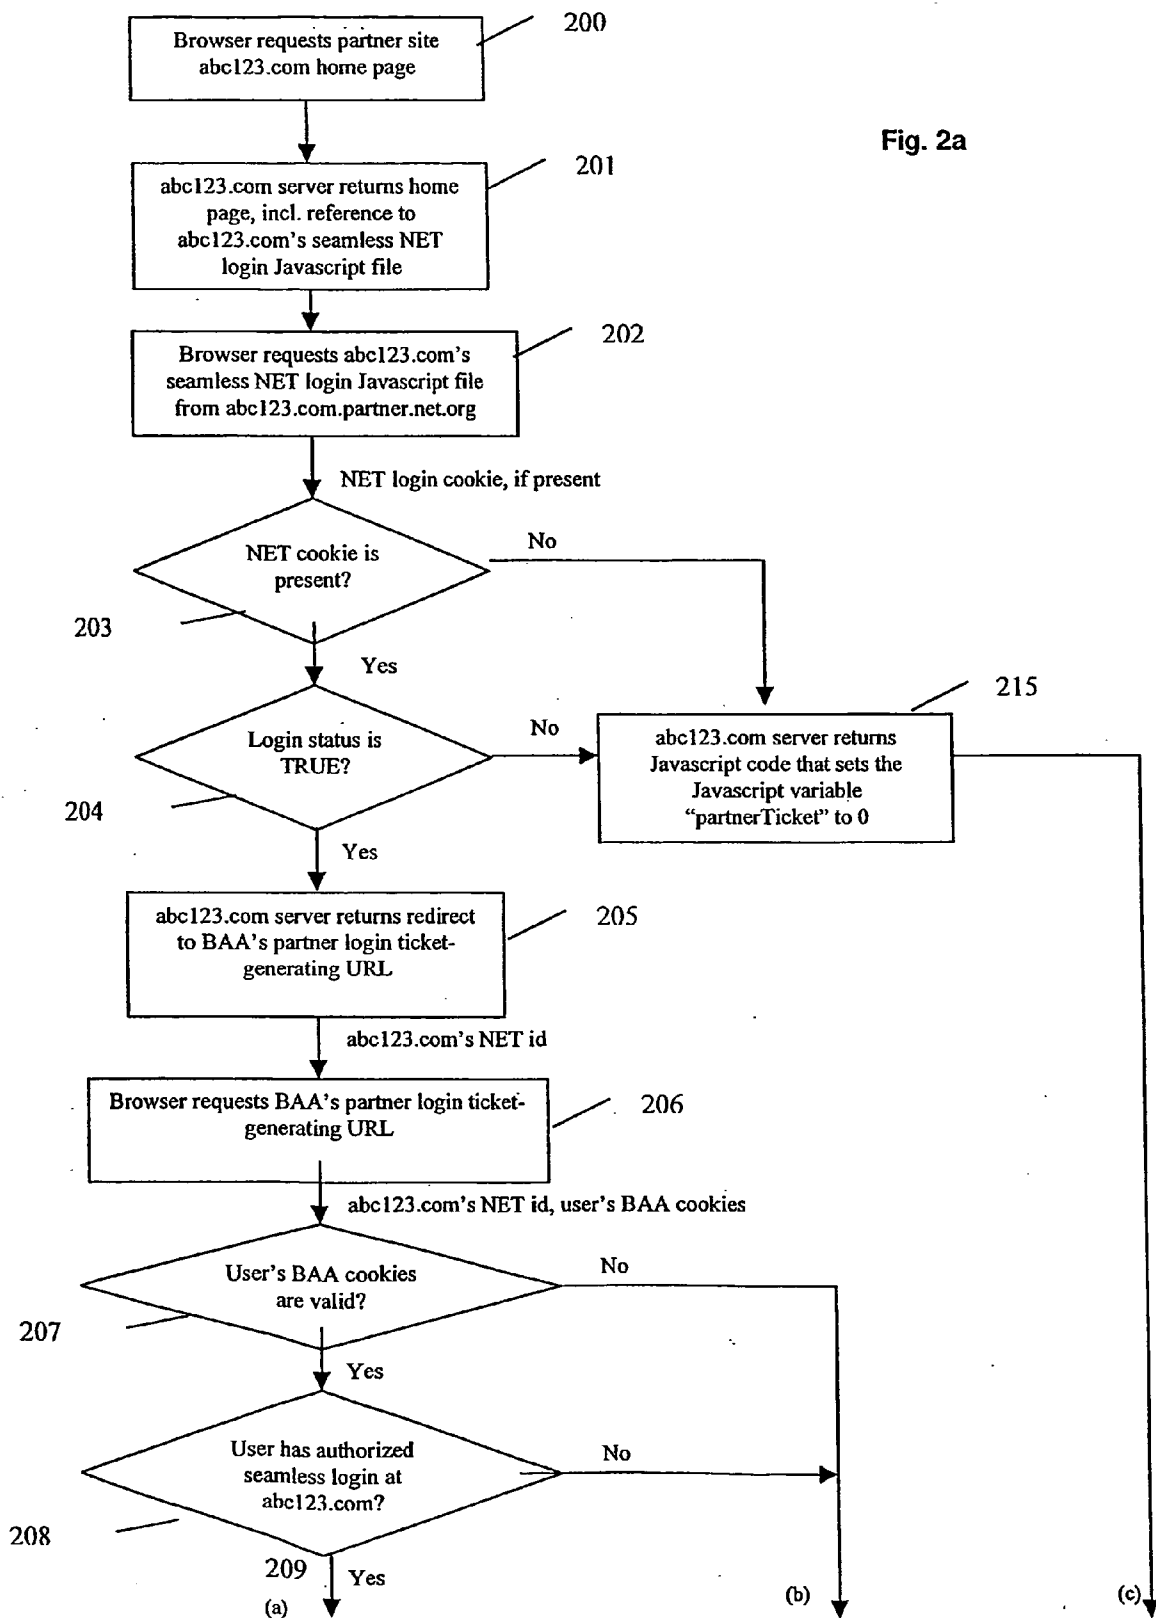 200
Browser requests partner site
abc123.com home page
Fig. 2a
201
abc123.com server returns home
page, incl. reference to
abc123.com's seamless NET
login Javascript file
202
Browser requests abc123.com's
seamless NET login Javascript file
from abc123.com.partner.net.org
NET login cookie, if present
NET cookie is
present?
No
203
Yes
215
Login status is
TRUE?
No
abc123.com server returns
Javascript code that sets the
Javascript variable
“partnerTicket” to 0
204
Yes
abc123.com server returns redirect
to BAA's partner login ticket-
generating URL
205
abc123.com's NET id
Browser requests BAA's partner login ticket-
generating URL
206
abc123.com's NET id, user's BAA cookies
User's BAA cookies
are valid?
No
207
Yes
User has authorized
seamless login at
abc123.com?
No
208
209
Yes
(a)
(b)
(c)